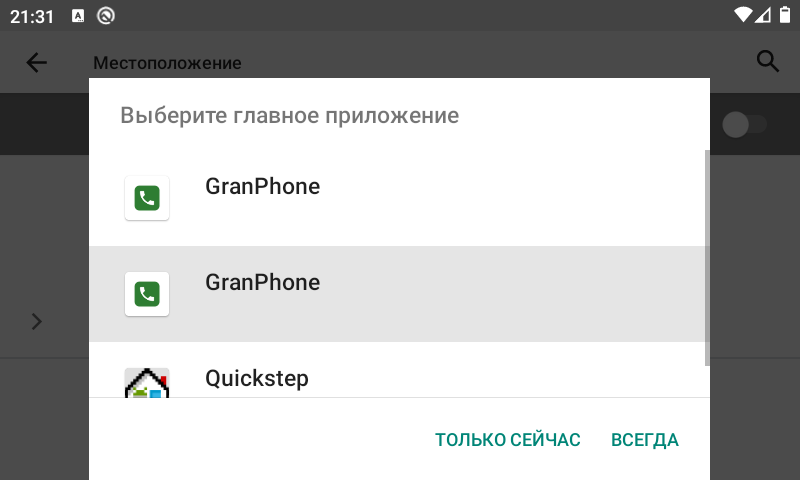 21:31
Местоположение
Выберите главное приложение
GranPhone
GranPhone
Quickstep
ТОЛЬКО СЕЙЧАС ВСЕГДА